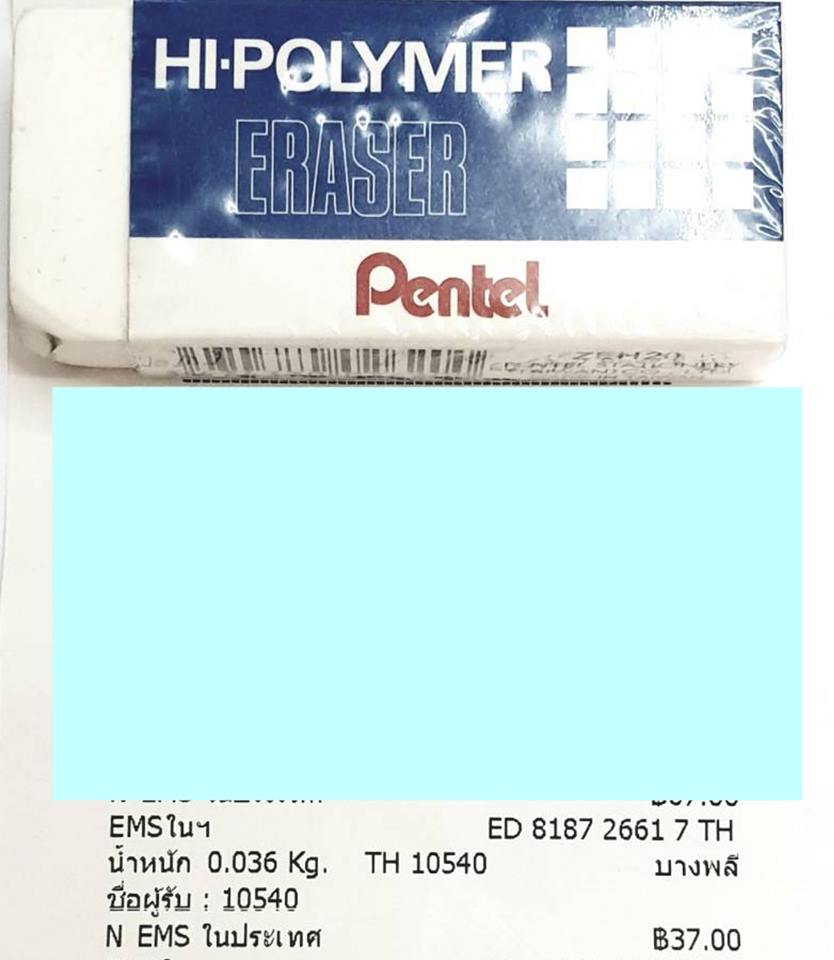 HI-POLYMER
ERASER
Pentel
ZEH20
EMSในฯ ED 8187 2661 7 TH
น้ำหนัก 0.036 Kg. TH 10540 บางพลี
ชื่อผู้รับ : 10540
N EMS ในประเทศ ฿37.00